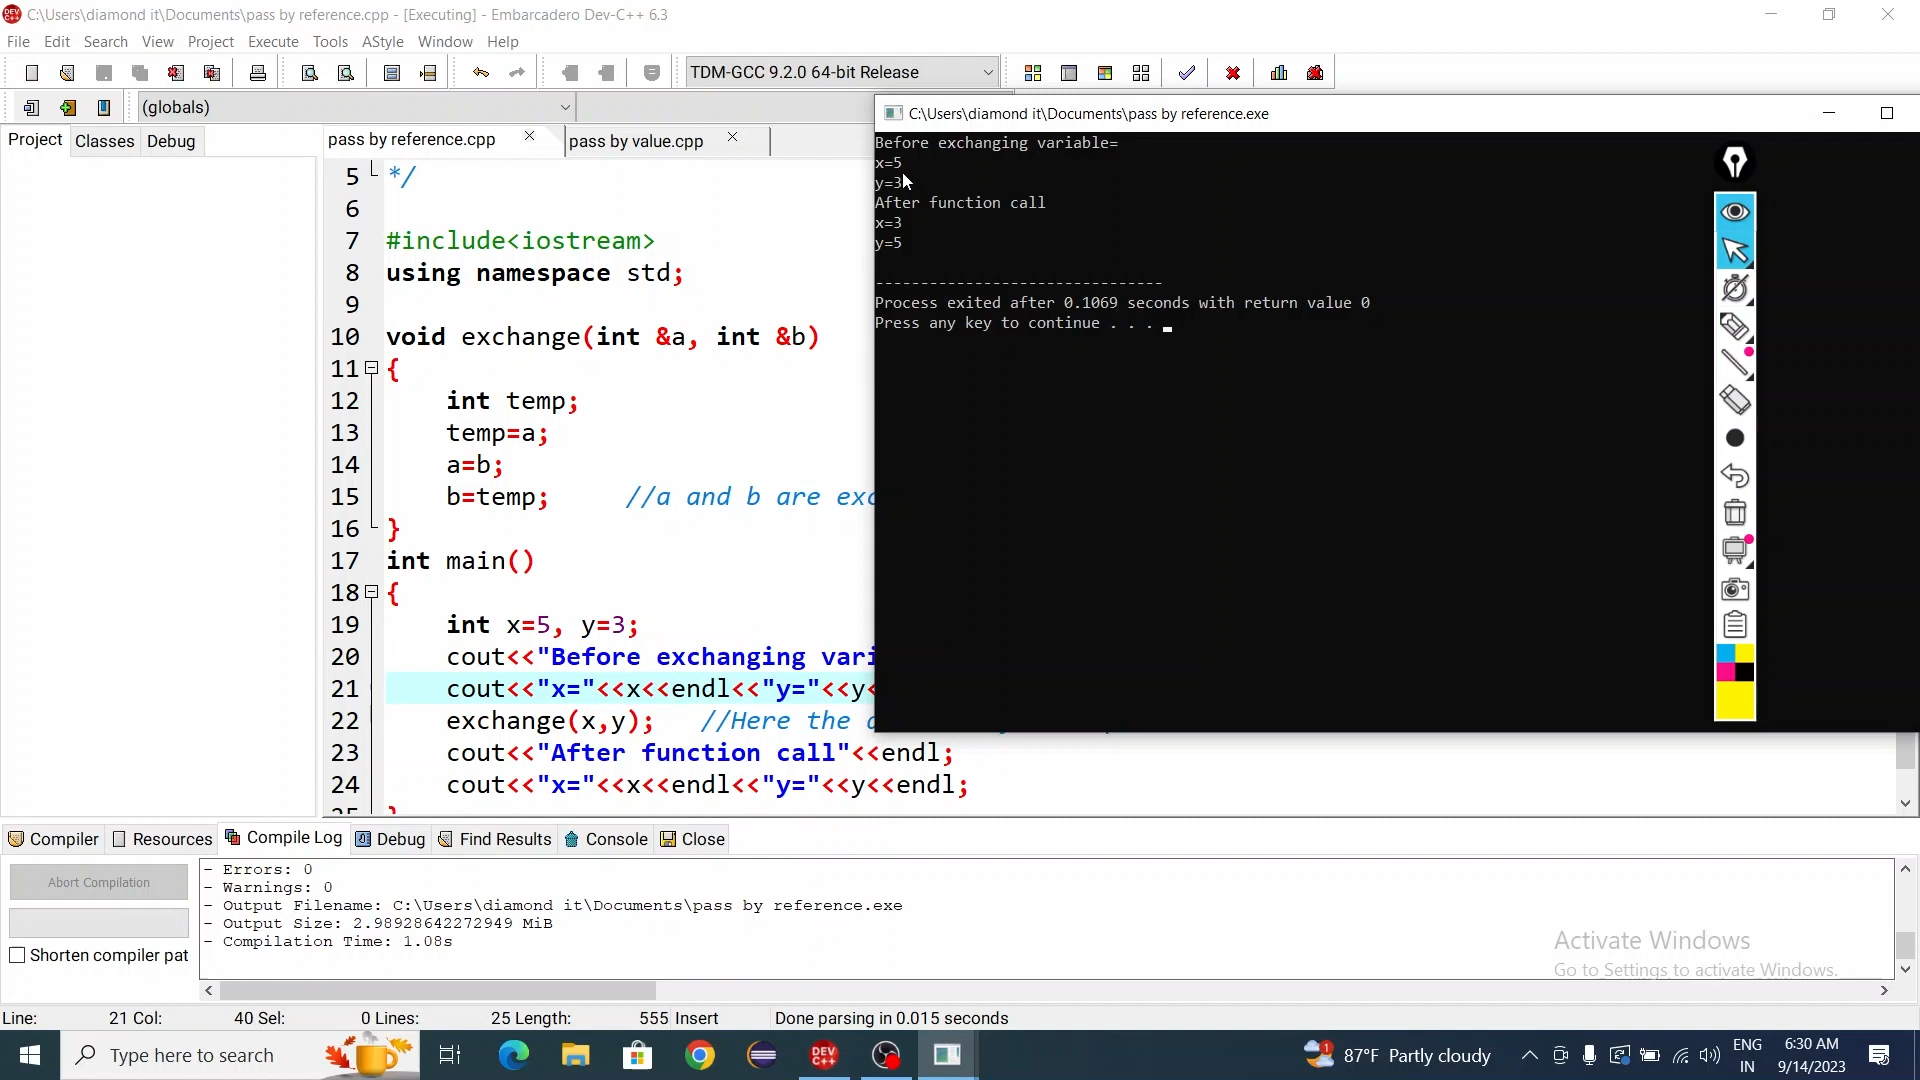 C:\Users\diamond it\Documents\pass by reference.cpp - [Executing] - Embarcadero Dev-C++ 6.3
File Edit Search View Project Execute Tools AStyle Window Help
TDM-GCC 9.2.0 64-bit Release
(globals)
C:\Users\diamond it\Documents\pass by reference.exe
Project Classes Debug
pass by reference.cpp pass by value.cpp
Before exchanging variable=
x=5
y=3
After function call
x=3
y=5
--------------------------------
Process exited after 0.1069 seconds with return value 0
Press any key to continue . . .
5 */
6
7 #include<iostream>
8 using namespace std;
9
10 void exchange(int &a, int &b)
11 {
12 int temp;
13 temp=a;
14 a=b;
15 b=temp; //a and b are exc
16 }
17 int main()
18 {
19 int x=5, y=3;
20 cout<<"Before exchanging vari
21 cout<<"x="<<x<<endl<<"y="<<y<
22 exchange(x,y); //Here the
23 cout<<"After function call"<<endl;
24 cout<<"x="<<x<<endl<<"y="<<y<<endl;
Compiler Resources Compile Log Debug Find Results Console Close
Abort Compilation
Shorten compiler pat
- Errors: 0
- Warnings: 0
- Output Filename: C:\Users\diamond it\Documents\pass by reference.exe
- Output Size: 2.98928642272949 MiB
- Compilation Time: 1.08s
Activate Windows
Go to Settings to activate Windows.
Line: 21 Col: 40 Sel: 0 Lines: 25 Length: 555 Insert Done parsing in 0.015 seconds
Type here to search
87°F Partly cloudy
ENG
IN
6:30 AM
9/14/2023